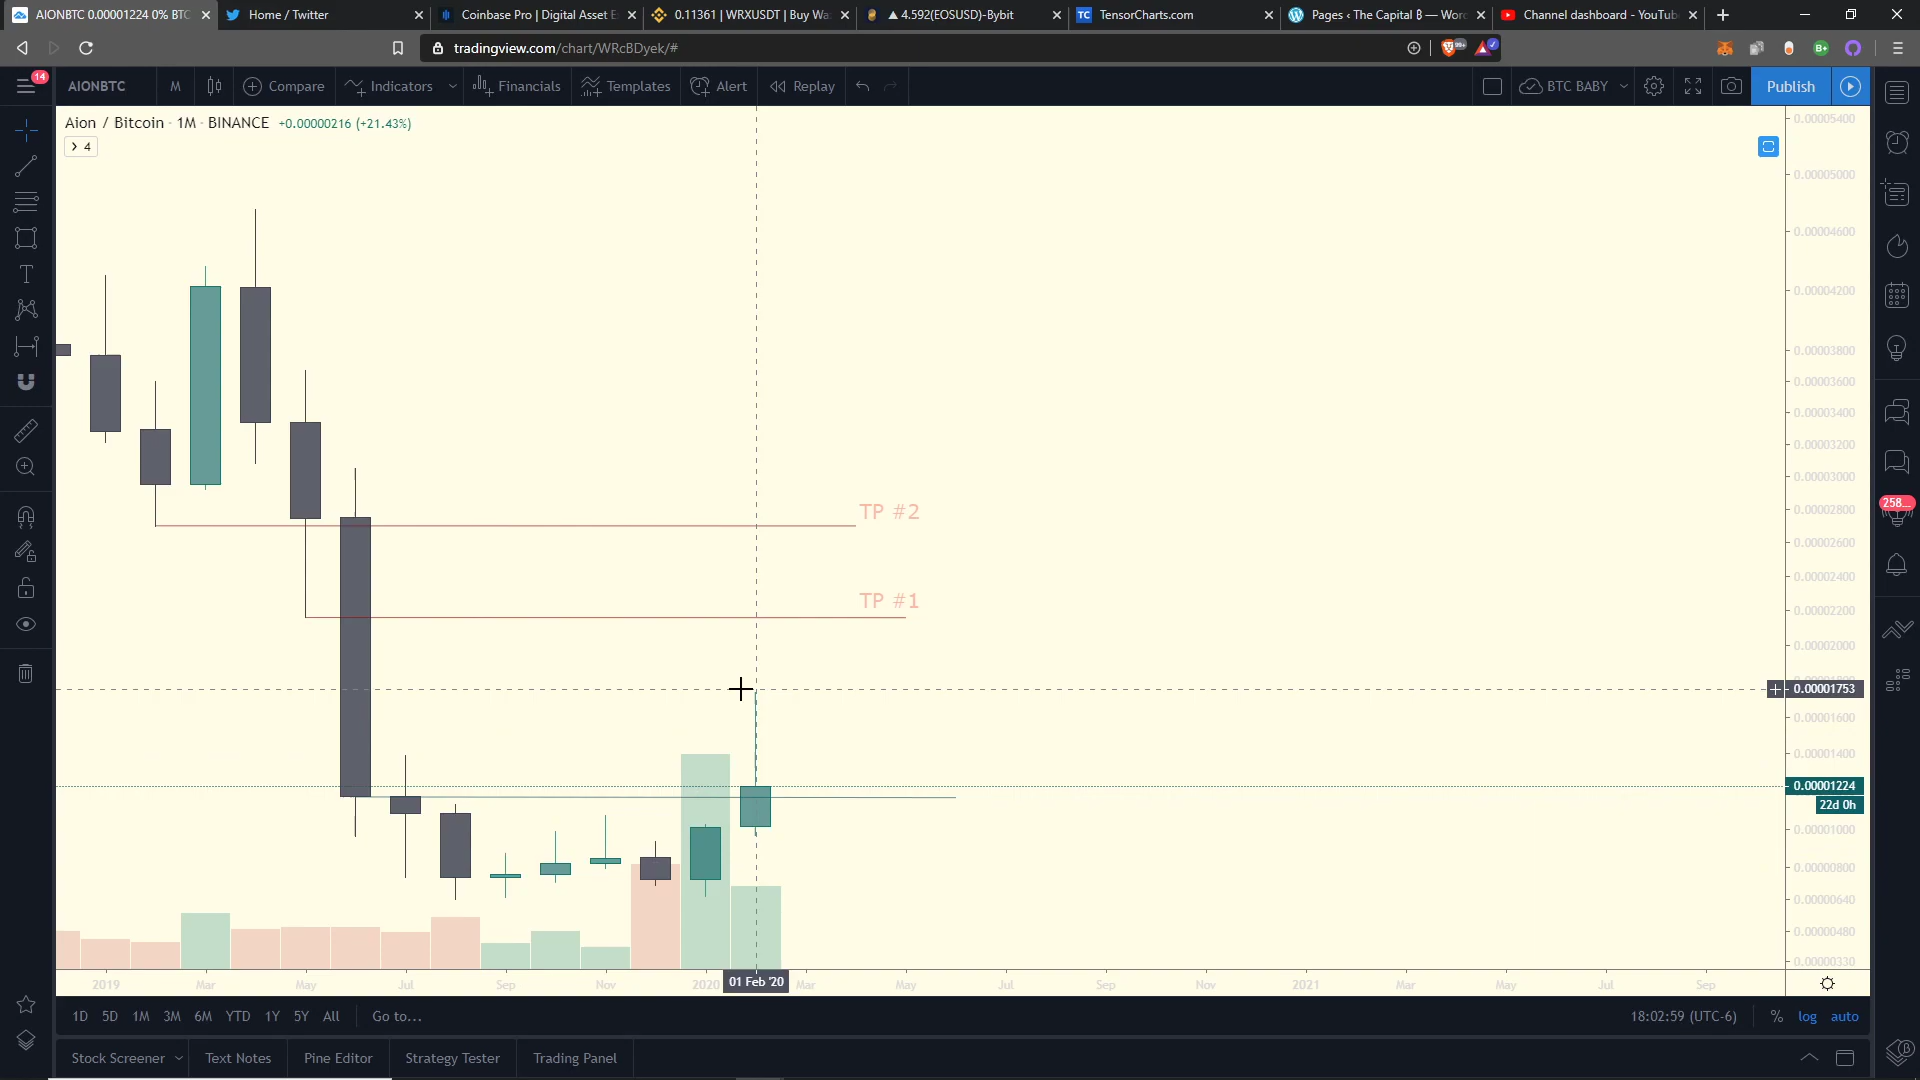 AIONBTC 0.00001224 0% BTC
Home / Twitter
Coinbase Pro | Digital Asset E
0.11361 | WRXUSDT | Buy Wa
▲ 4.592(EOSUSD)-Bybit
TC TensorCharts.com
Pages ‹ The Capital ₿ — Wor
Channel dashboard - YouTub
tradingview.com/chart/WRcBDyek/#
99+
B+
14
AIONBTC
M
Compare
Indicators
Financials
Templates
Alert
Replay
BTC BABY
Publish
Aion / Bitcoin · 1M · BINANCE +0.00000216 (+21.43%)
4
0.00005400
0.00005000
0.00004600
0.00004200
0.00003800
0.00003600
0.00003400
0.00003200
0.00003000
258...
TP #2
0.00002800
0.00002600
0.00002400
TP #1
0.00002200
0.00002000
0.00001753
0.00001600
0.00001400
0.00001224
22d 0h
0.00001000
0.00000800
0.00000640
0.00000480
0.00000330
2019 Mar May Jul Sep Nov 2020 01 Feb '20 Mar May Jul Sep Nov 2021 Mar May Jul Sep
1D 5D 1M 3M 6M YTD 1Y 5Y All Go to...
18:02:59 (UTC-6) % log auto
Stock Screener Text Notes Pine Editor Strategy Tester Trading Panel